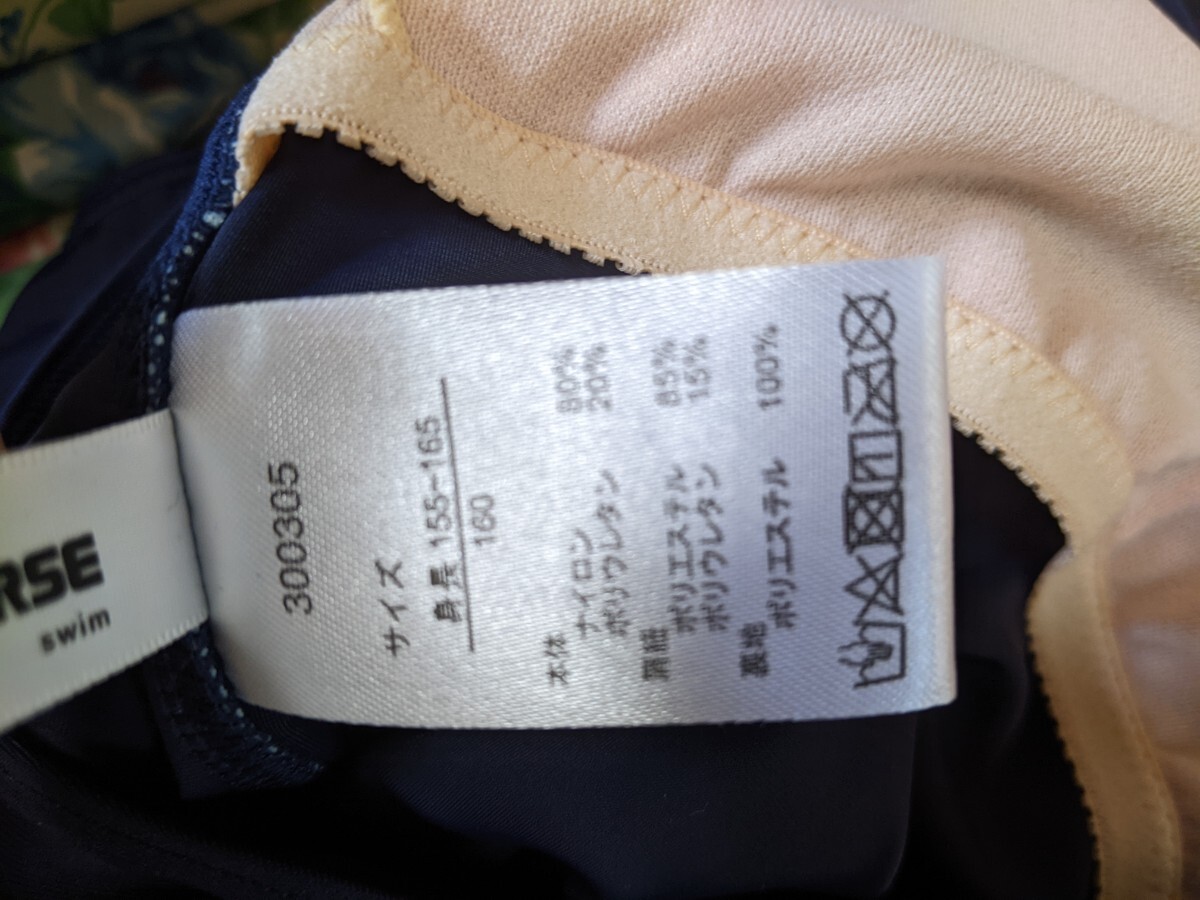 RSE
swim
300305
サイズ
身長 155-165
160
本体
ナイロン 80%
ポリウレタン 20%
別布
ポリエステル 85%
ポリウレタン 15%
裏地
ポリエステル 100%